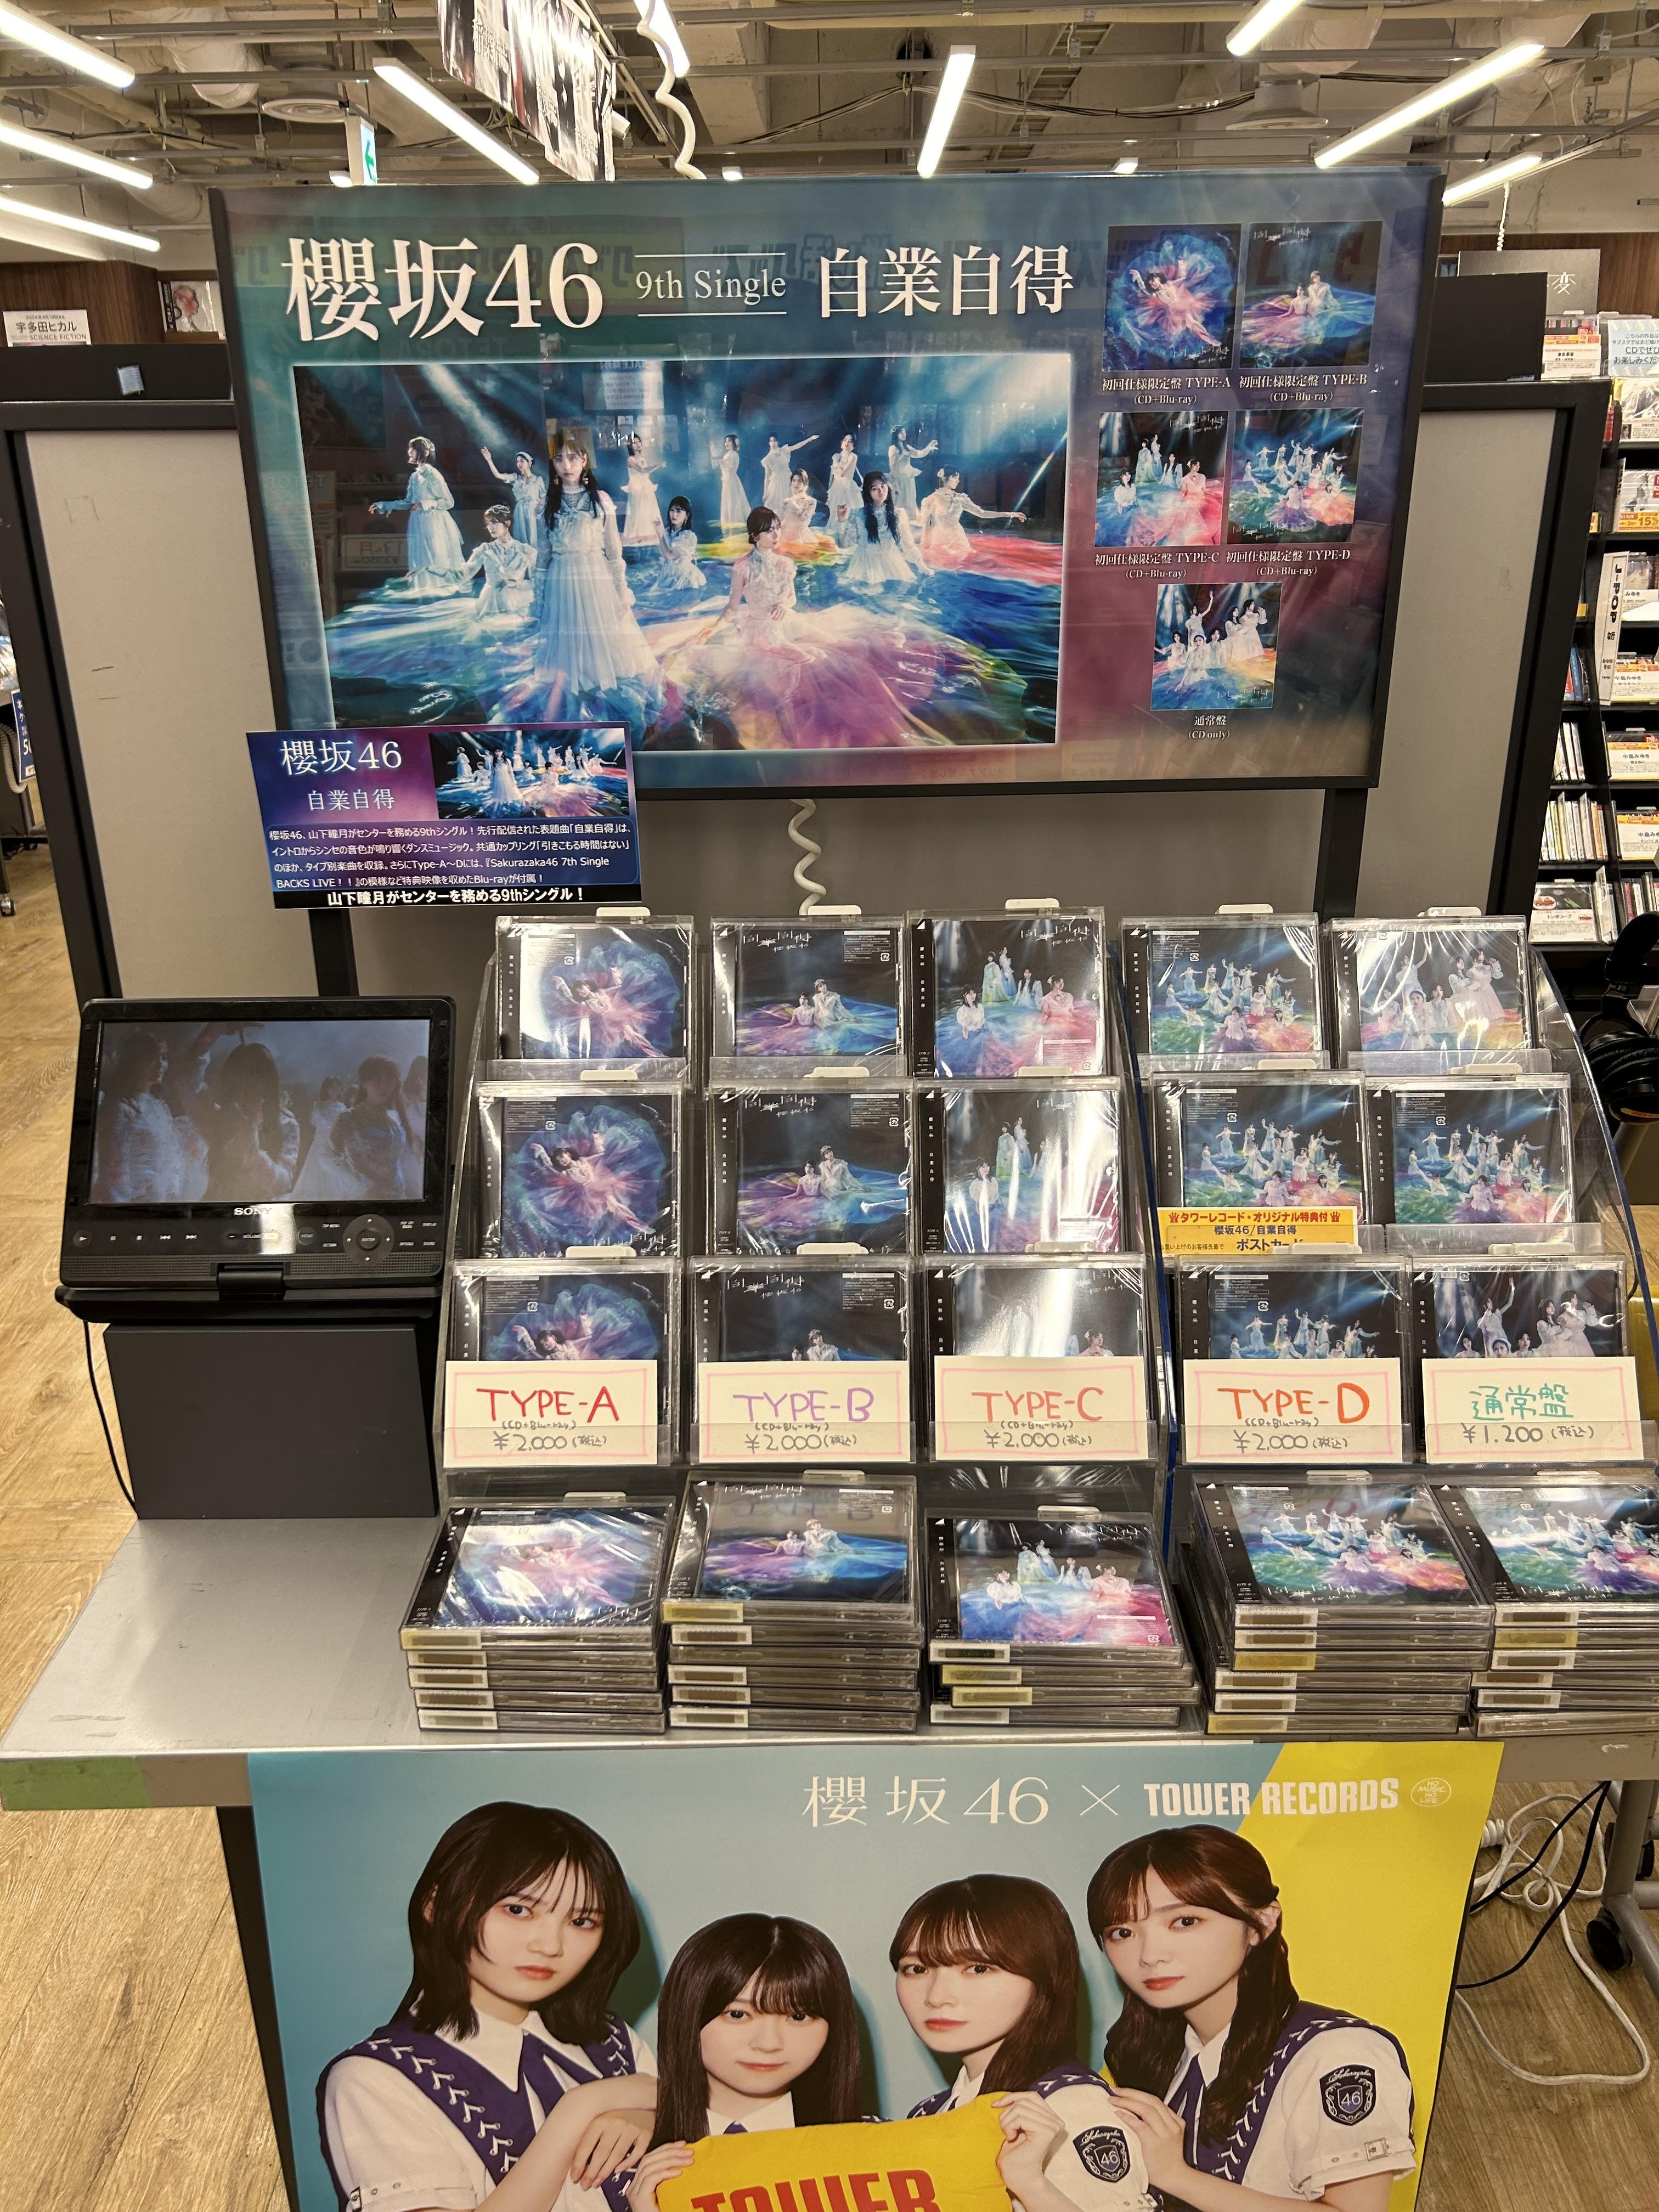 櫻坂46 9th Single 自業自得
初回仕様限定盤 TYPE-A
(CD+Blu-ray)
初回仕様限定盤 TYPE-B
(CD+Blu-ray)
初回仕様限定盤 TYPE-C
(CD+Blu-ray)
初回仕様限定盤 TYPE-D
(CD+Blu-ray)
通常盤
(CD only)
宇多田ヒカル
SCIENCE FICTION
櫻坂46
自業自得
櫻坂46、山下瞳月がセンターを務める9thシングル！先行配信された表題曲「自業自得」は、
イントロからシンセの音色が鳴り響くダンスミュージック。共通カップリング「引きこもる時間はない」
のほか、タイプ別楽曲を収録。さらにType-A～Dには、『Sakurazaka46 7th Single
BACKS LIVE！！』の模様など特典映像を収めたBlu-rayが付属！
山下瞳月がセンターを務める9thシングル！
J-POP
SONY
タワーレコード・オリジナル特典付
櫻坂46/自業自得
ポストカード
TYPE-A
(CD+Blu-ray)
¥2,000(税込)
TYPE-B
(CD+Blu-ray)
¥2,000(税込)
TYPE-C
(CD+Blu-ray)
¥2,000(税込)
TYPE-D
(CD+Blu-ray)
¥2,000(税込)
通常盤
¥1,200(税込)
櫻坂46 × TOWER RECORDS
NO MUSIC, NO LIFE.
Sakurazaka
46
Sakurazaka
46
TOWER